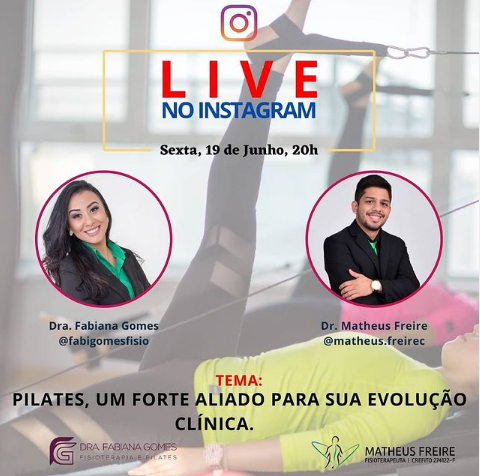 LIVE
NO INSTAGRAM
Sexta, 19 de Junho, 20h
Dra. Fabiana Gomes
@fabigomesfisio
Dr. Matheus Freire
@matheus.freirec
TEMA:
PILATES, UM FORTE ALIADO PARA SUA EVOLUÇÃO
CLÍNICA.
DRA. FABIANA GOMES
FISIOTERAPIA E PILATES
MATHEUS FREIRE
FISIOTERAPEUTA | CREFITO